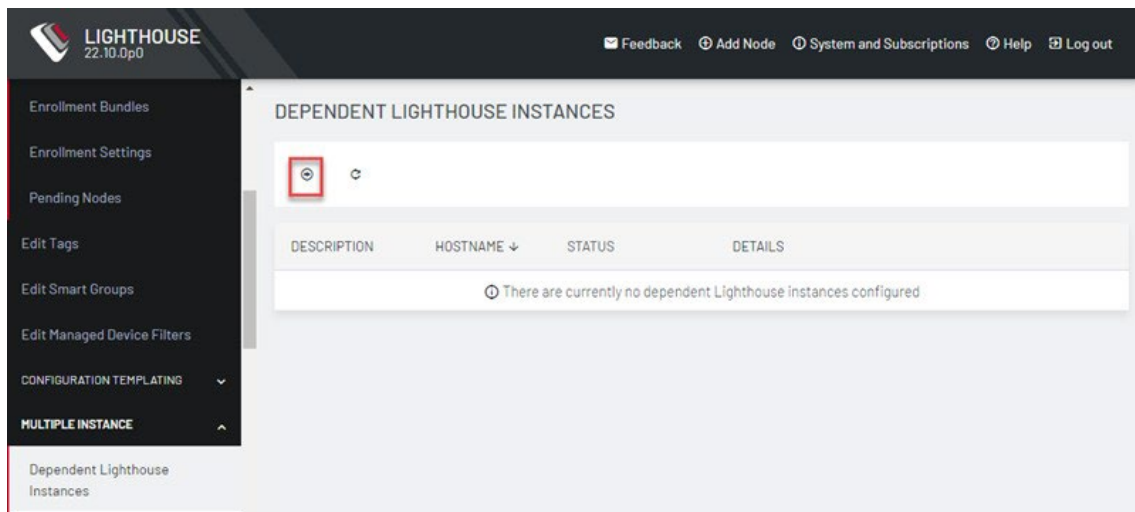 LIGHTHOUSE
22.10.0p0
Feedback Add Node System and Subscriptions Help Log out
Enrollment Bundles
Enrollment Settings
Pending Nodes
Edit Tags
Edit Smart Groups
Edit Managed Device Filters
CONFIGURATION TEMPLATING
MULTIPLE INSTANCE
Dependent Lighthouse
Instances
DEPENDENT LIGHTHOUSE INSTANCES
DESCRIPTION HOSTNAME STATUS DETAILS
There are currently no dependent Lighthouse instances configured